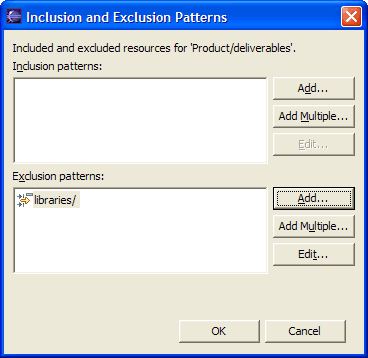 Inclusion and Exclusion Patterns
Included and excluded resources for 'Product/deliverables'.
Inclusion patterns:
Add...
Add Multiple...
Edit...
Exclusion patterns:
libraries/
Add...
Add Multiple...
Edit...
OK
Cancel